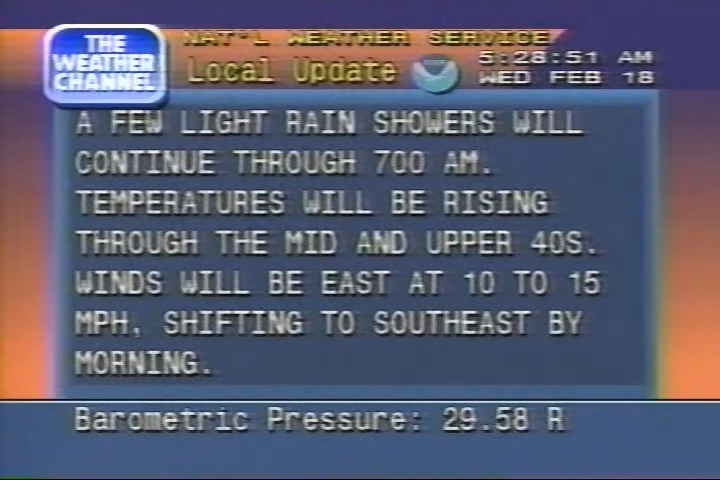 THE
WEATHER
CHANNEL
NAT'L WEATHER SERVICE
Local Update
5:28:51 AM
WED FEB 18
A FEW LIGHT RAIN SHOWERS WILL
CONTINUE THROUGH 700 AM.
TEMPERATURES WILL BE RISING
THROUGH THE MID AND UPPER 40S.
WINDS WILL BE EAST AT 10 TO 15
MPH, SHIFTING TO SOUTHEAST BY
MORNING.
Barometric Pressure: 29.58 R